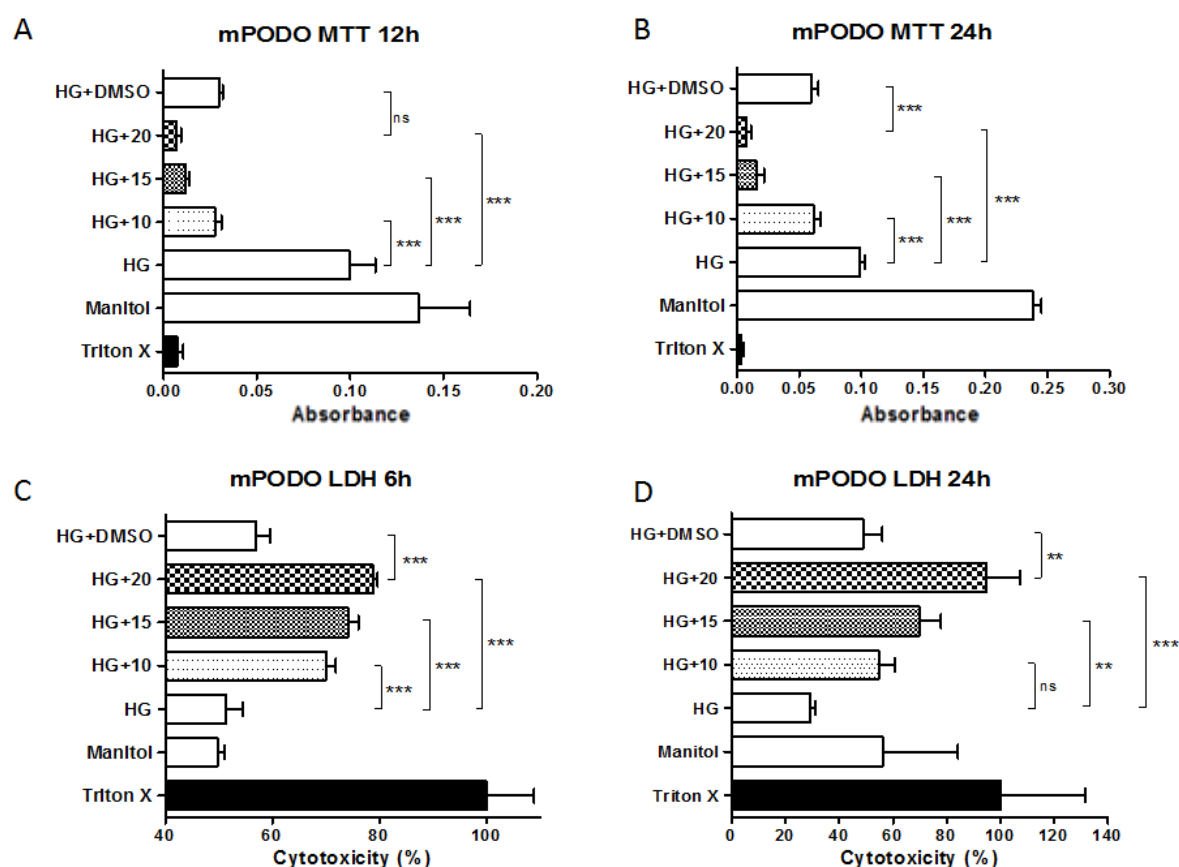 A
mPODO MTT 12h
HG+DMSO
HG+20
HG+15
HG+10
HG
Manitol
Triton X
ns
***
***
***
0.00 0.05 0.10 0.15 0.20
Absorbance
B
mPODO MTT 24h
HG+DMSO
HG+20
HG+15
HG+10
HG
Manitol
Triton X
***
***
***
***
0.00 0.05 0.10 0.15 0.20 0.25 0.30
Absorbance
C
mPODO LDH 6h
HG+DMSO
HG+20
HG+15
HG+10
HG
Manitol
Triton X
***
***
***
***
40 60 80 100
Cytotoxicity (%)
D
mPODO LDH 24h
HG+DMSO
HG+20
HG+15
HG+10
HG
Manitol
Triton X
**
***
**
ns
0 20 40 60 80 100 120 140
Cytotoxicity (%)